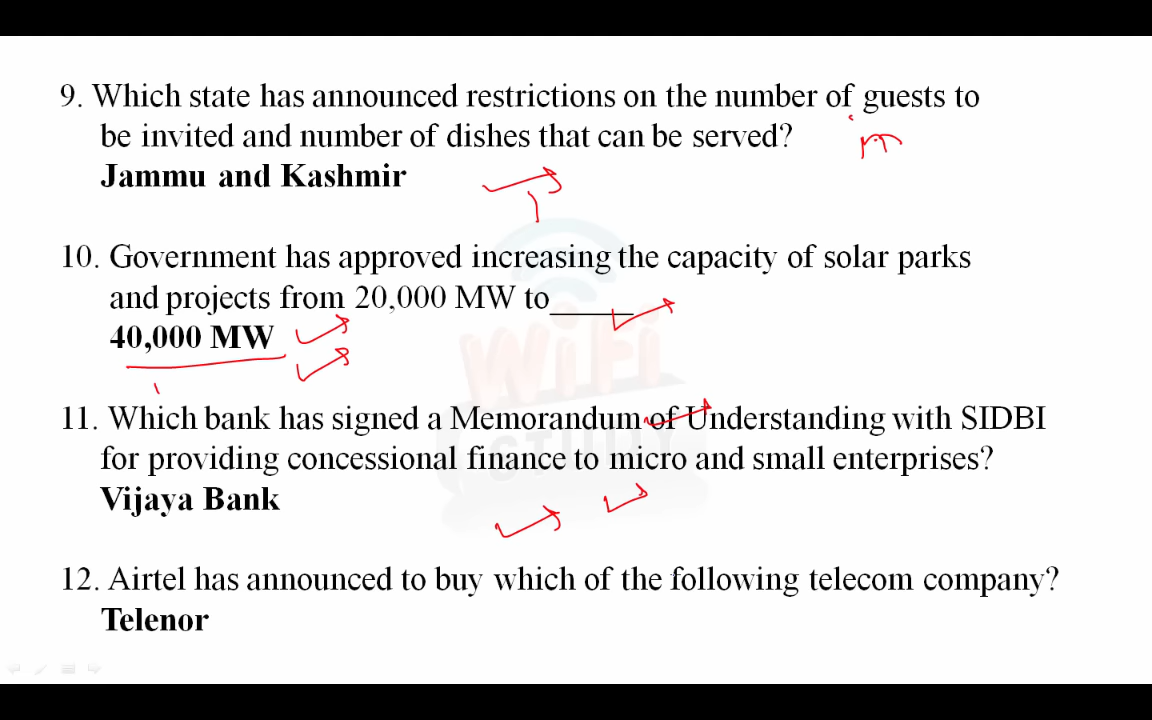 9. Which state has announced restrictions on the number of guests to
be invited and number of dishes that can be served?
Jammu and Kashmir
10. Government has approved increasing the capacity of solar parks
and projects from 20,000 MW to______
40,000 MW
11. Which bank has signed a Memorandum of Understanding with SIDBI
for providing concessional finance to micro and small enterprises?
Vijaya Bank
12. Airtel has announced to buy which of the following telecom company?
Telenor
WiFi
STUDY